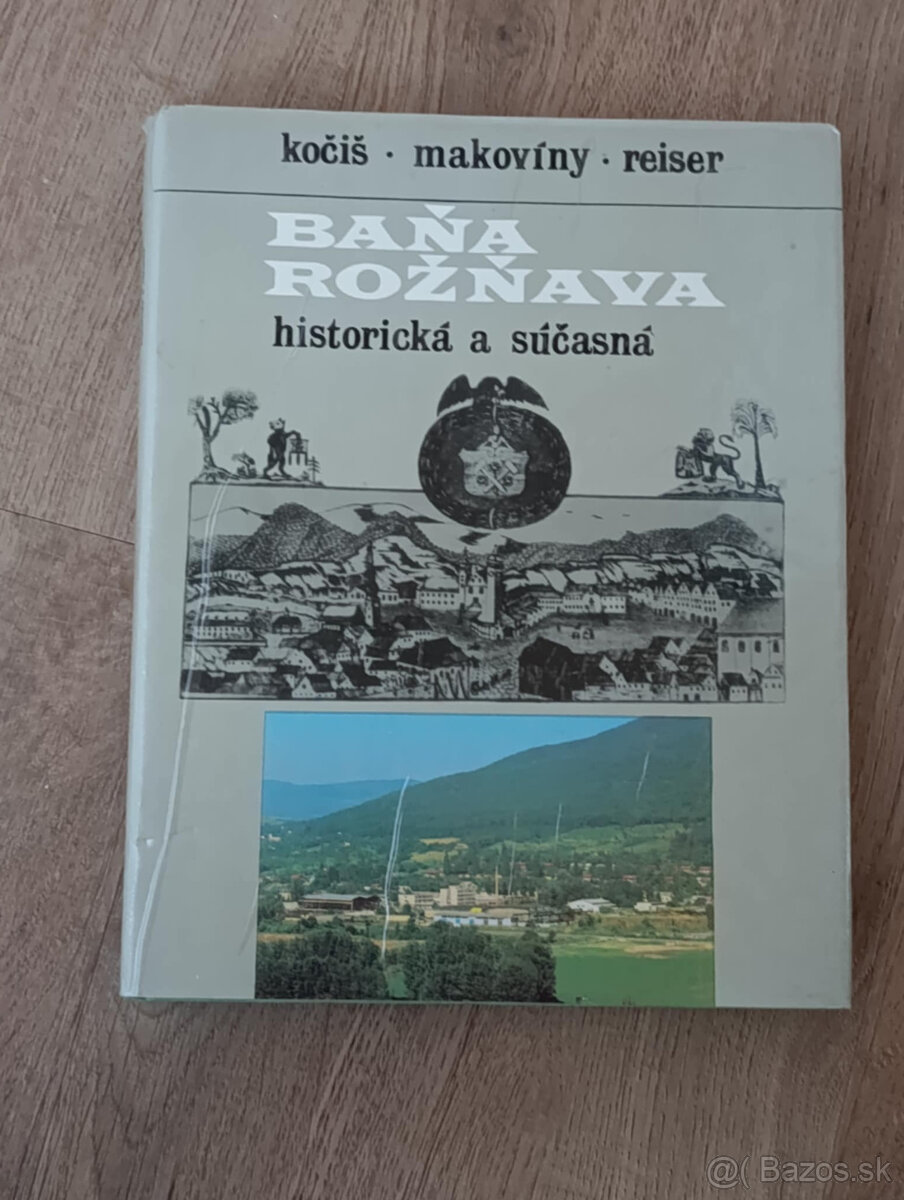 kočiš · makovíny · reiser
BAŇA
ROŽŇAVA
historická a súčasná
@( Bazos.sk